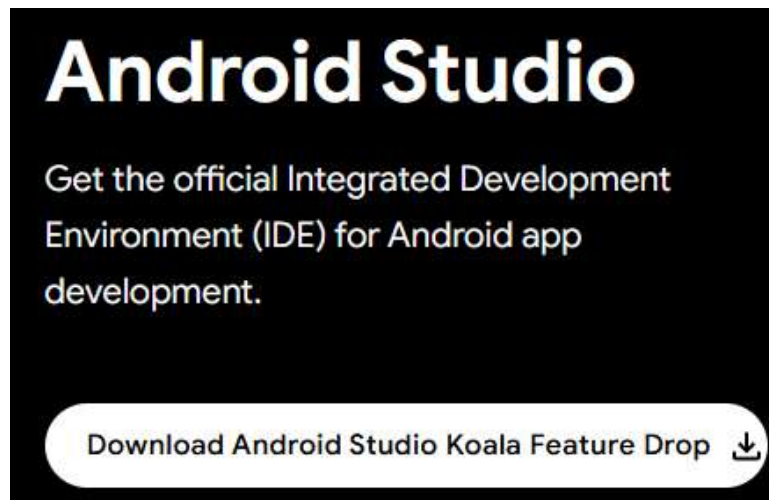 Android Studio
Get the official Integrated Development
Environment (IDE) for Android app
development.
Download Android Studio Koala Feature Drop